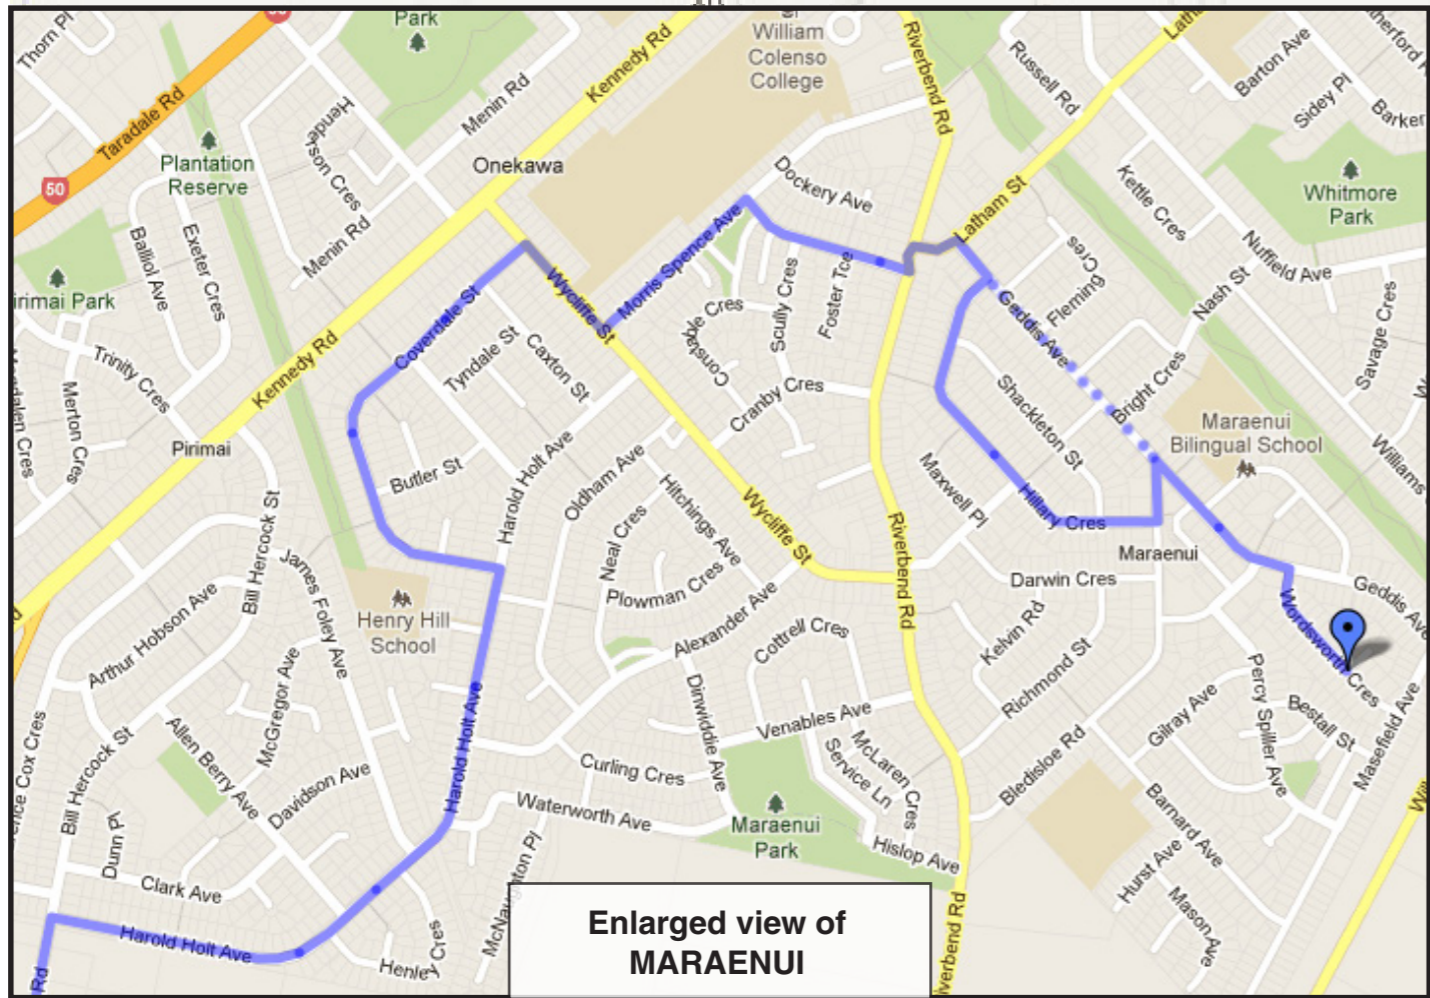 Thorn Pl
Taradale Rd
50
Park
Kennedy Rd
Menin Rd
Henderson Cres
Plantation
Reserve
Onekawa
William
Colenso
College
Riverbend Rd
Russell Rd
Barton Ave
Sidey Pl
Barker
Latham St
Kettle Cres
Whitmore
Park
Nuffield Ave
Nash St
Savage Cres
Williams
Dockery Ave
Morris Spence Ave
Menin Rd
Balliol Ave
Exeter Cres
irimai Park
Trinity Cres
Merton Cres
Kennedy Rd
Pirimai
Coverdale St
Wycliffe St
Tyndale St
Caxton St
Butler St
Harold Holt Ave
Constable Cres
Scully Cres
Foster Tce
Cranby Cres
Geddis Ave
Fleming Cres
Bright Cres
Shackleton St
Maraenui
Bilingual School
Maxwell Pl
Hillary Cres
Oldham Ave
Hitchings Ave
Neal Cres
Plowman Cres
Wycliffe St
Riverbend Rd
Alexander Ave
Maraenui
Darwin Cres
Kelvin Rd
Richmond St
Geddis Ave
Wordsworth Cres
Bestall St
Masefield Ave
Percy Spiller Ave
Gilray Ave
Bledisloe Rd
Barnard Ave
Hurst Ave
Mason Ave
Bill Hercock St
James Foley Ave
Arthur Hobson Ave
Henry Hill
School
McGregor Ave
Allen Berry Ave
Davidson Ave
Bill Hercock St
Dunn Pl
Clark Ave
Harold Holt Ave
Harold Holt Ave
Henley Cres
McNaughton Pl
Cottrell Cres
Venables Ave
Dinwiddie Ave
Curling Cres
Waterworth Ave
Maraenui
Park
Service Ln
McLaren Cres
Hislop Ave
Rd
Enlarged view of
MARAENUI